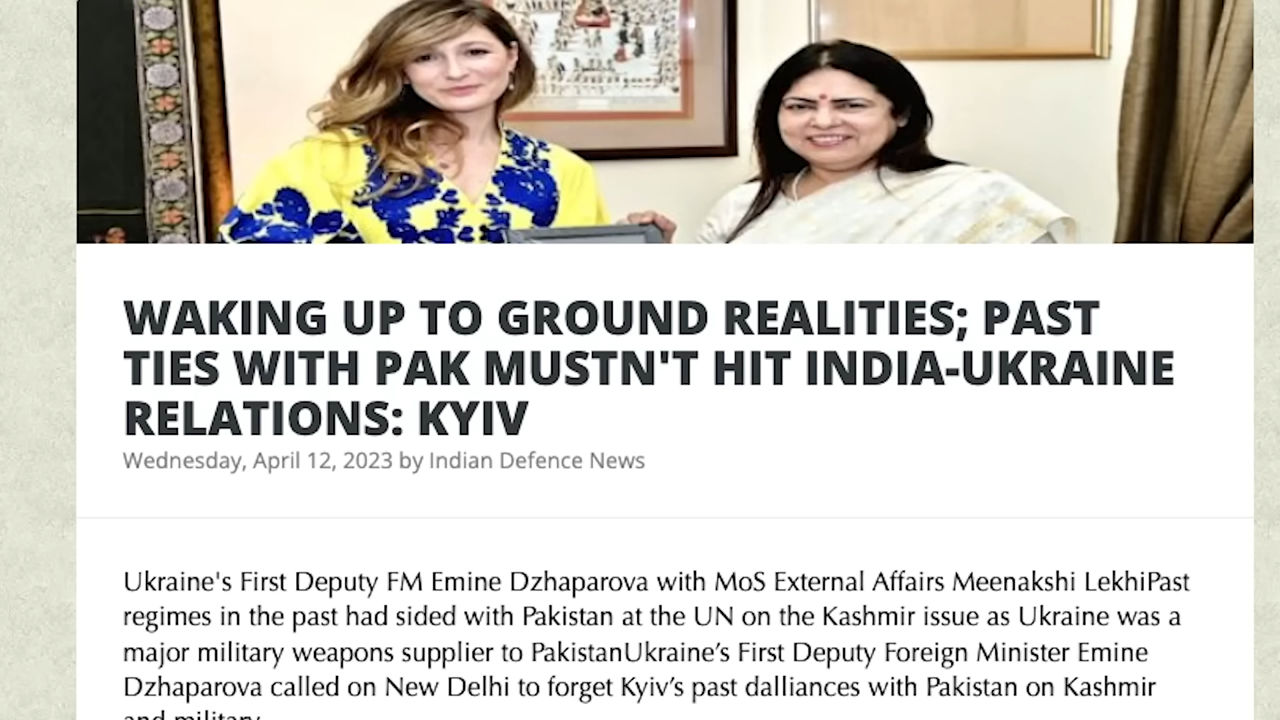 WAKING UP TO GROUND REALITIES; PAST
TIES WITH PAK MUSTN'T HIT INDIA-UKRAINE
RELATIONS: KYIV
Wednesday, April 12, 2023 by Indian Defence News
Ukraine's First Deputy FM Emine Dzhaparova with MoS External Affairs Meenakshi LekhiPast
regimes in the past had sided with Pakistan at the UN on the Kashmir issue as Ukraine was a
major military weapons supplier to PakistanUkraine’s First Deputy Foreign Minister Emine
Dzhaparova called on New Delhi to forget Kyiv’s past dalliances with Pakistan on Kashmir
and military